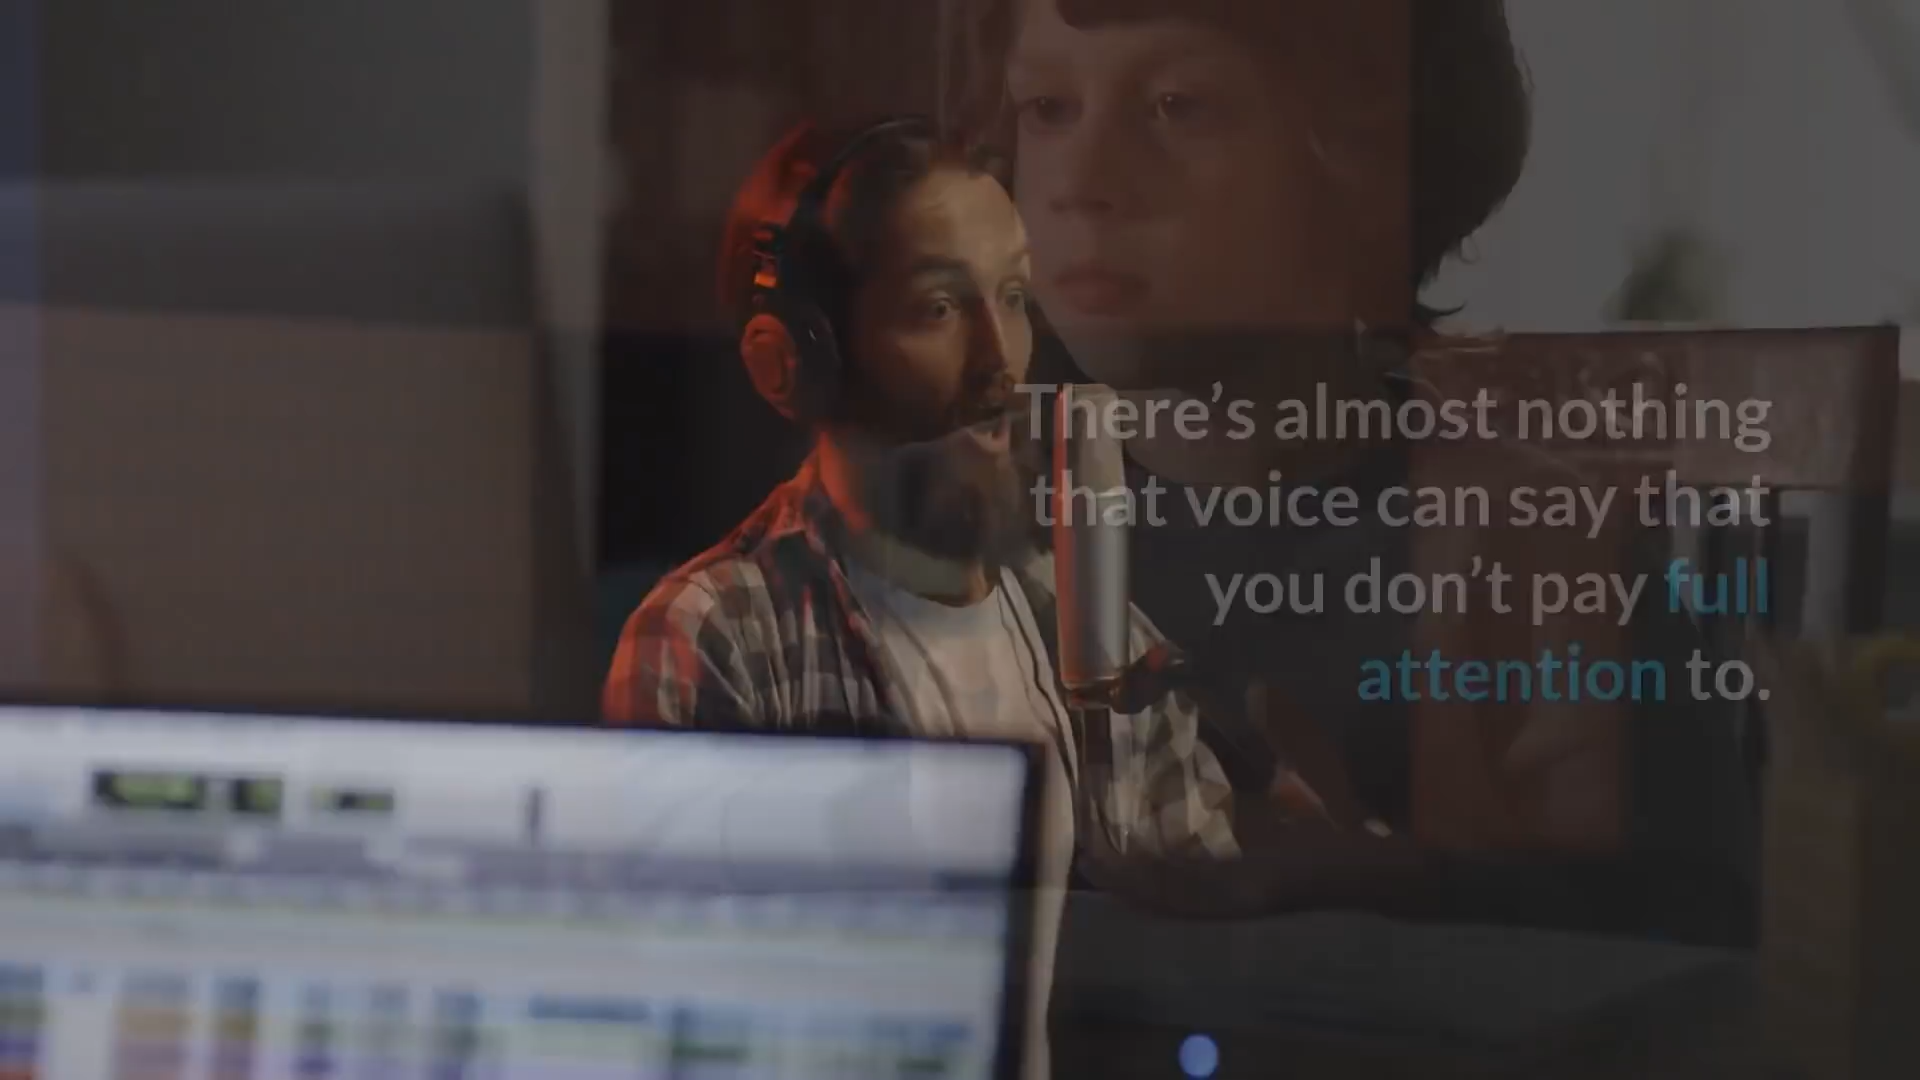 There’s almost nothing
that voice can say that
you don’t pay full
attention to.